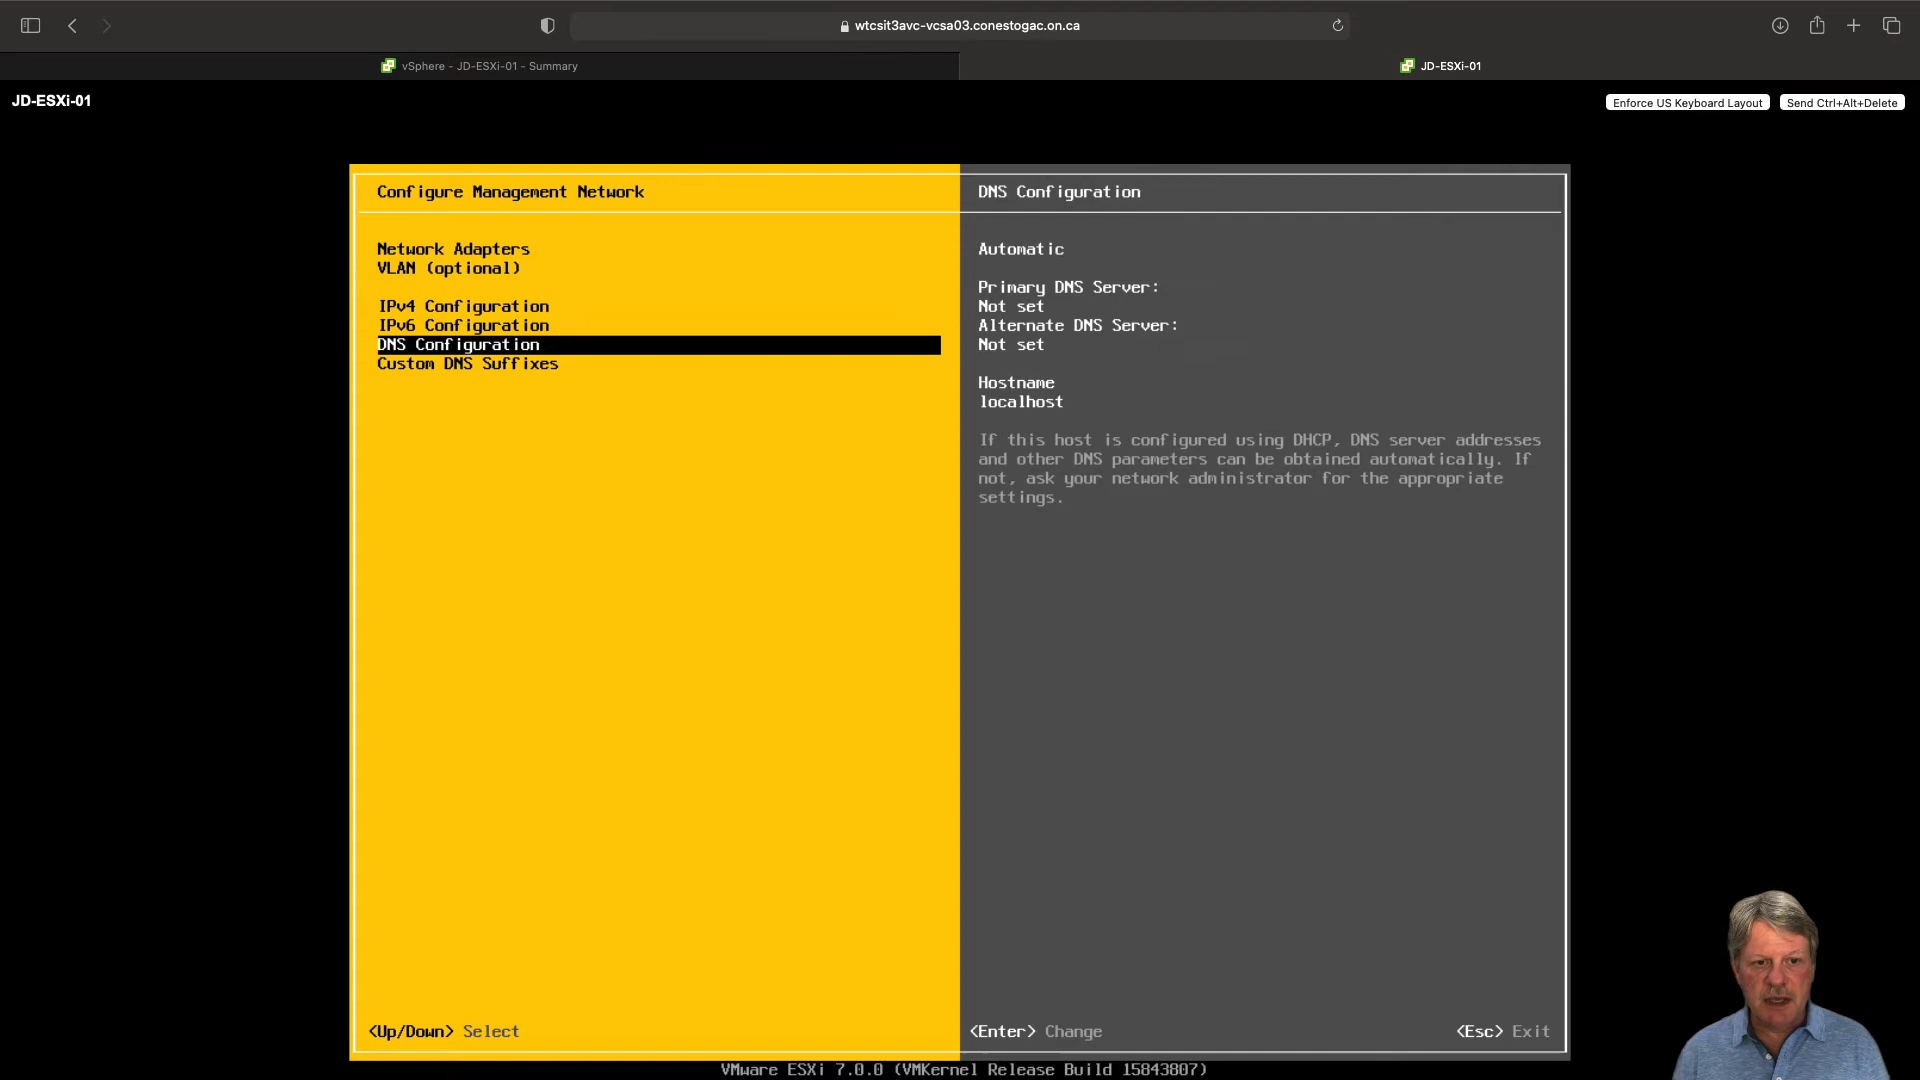 wtcsit3avc-vcsa03.conestogac.on.ca
vSphere - JD-ESXi-01 - Summary
JD-ESXi-01
JD-ESXi-01
Enforce US Keyboard Layout
Send Ctrl+Alt+Delete
Configure Management Network
Network Adapters
VLAN (optional)
IPv4 Configuration
IPv6 Configuration
DNS Configuration
Custom DNS Suffixes
<Up/Down> Select
DNS Configuration
Automatic
Primary DNS Server:
Not set
Alternate DNS Server:
Not set
Hostname
localhost
If this host is configured using DHCP, DNS server addresses
and other DNS parameters can be obtained automatically. If
not, ask your network administrator for the appropriate
settings.
<Enter> Change
<Esc> Exit
VMware ESXi 7.0.0 (VMKernel Release Build 15843807)